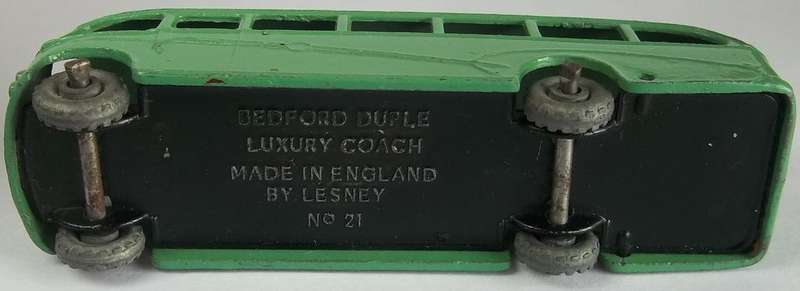 BEDFORD DUPLE
LUXURY COACH
MADE IN ENGLAND
BY LESNEY
No 21